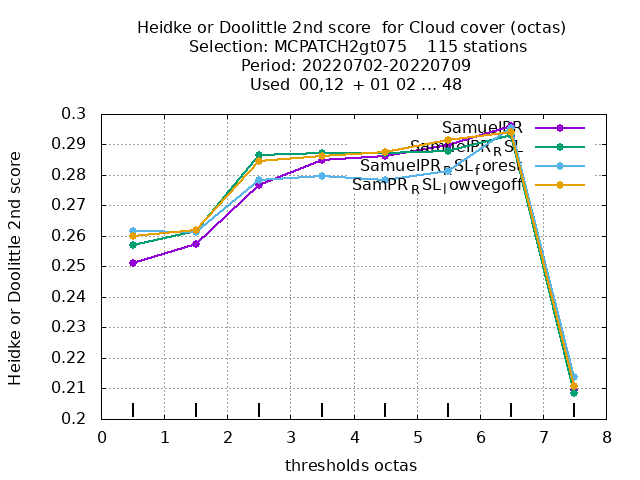 Heidke or Doolittle 2nd score  for Cloud cover (octas)
Selection: MCPATCH2gt075    115 stations
Period: 20220702-20220709
Used  00,12  + 01 02 ... 48
Heidke or Doolittle 2nd score
0.3
0.29
0.28
0.27
0.26
0.25
0.24
0.23
0.22
0.21
0.2
SamuelPR
SamuelPR_RSL
SamuelPR_RSL_forest
SamPR_RSL_lowvegoff
0 1 2 3 4 5 6 7 8
thresholds octas